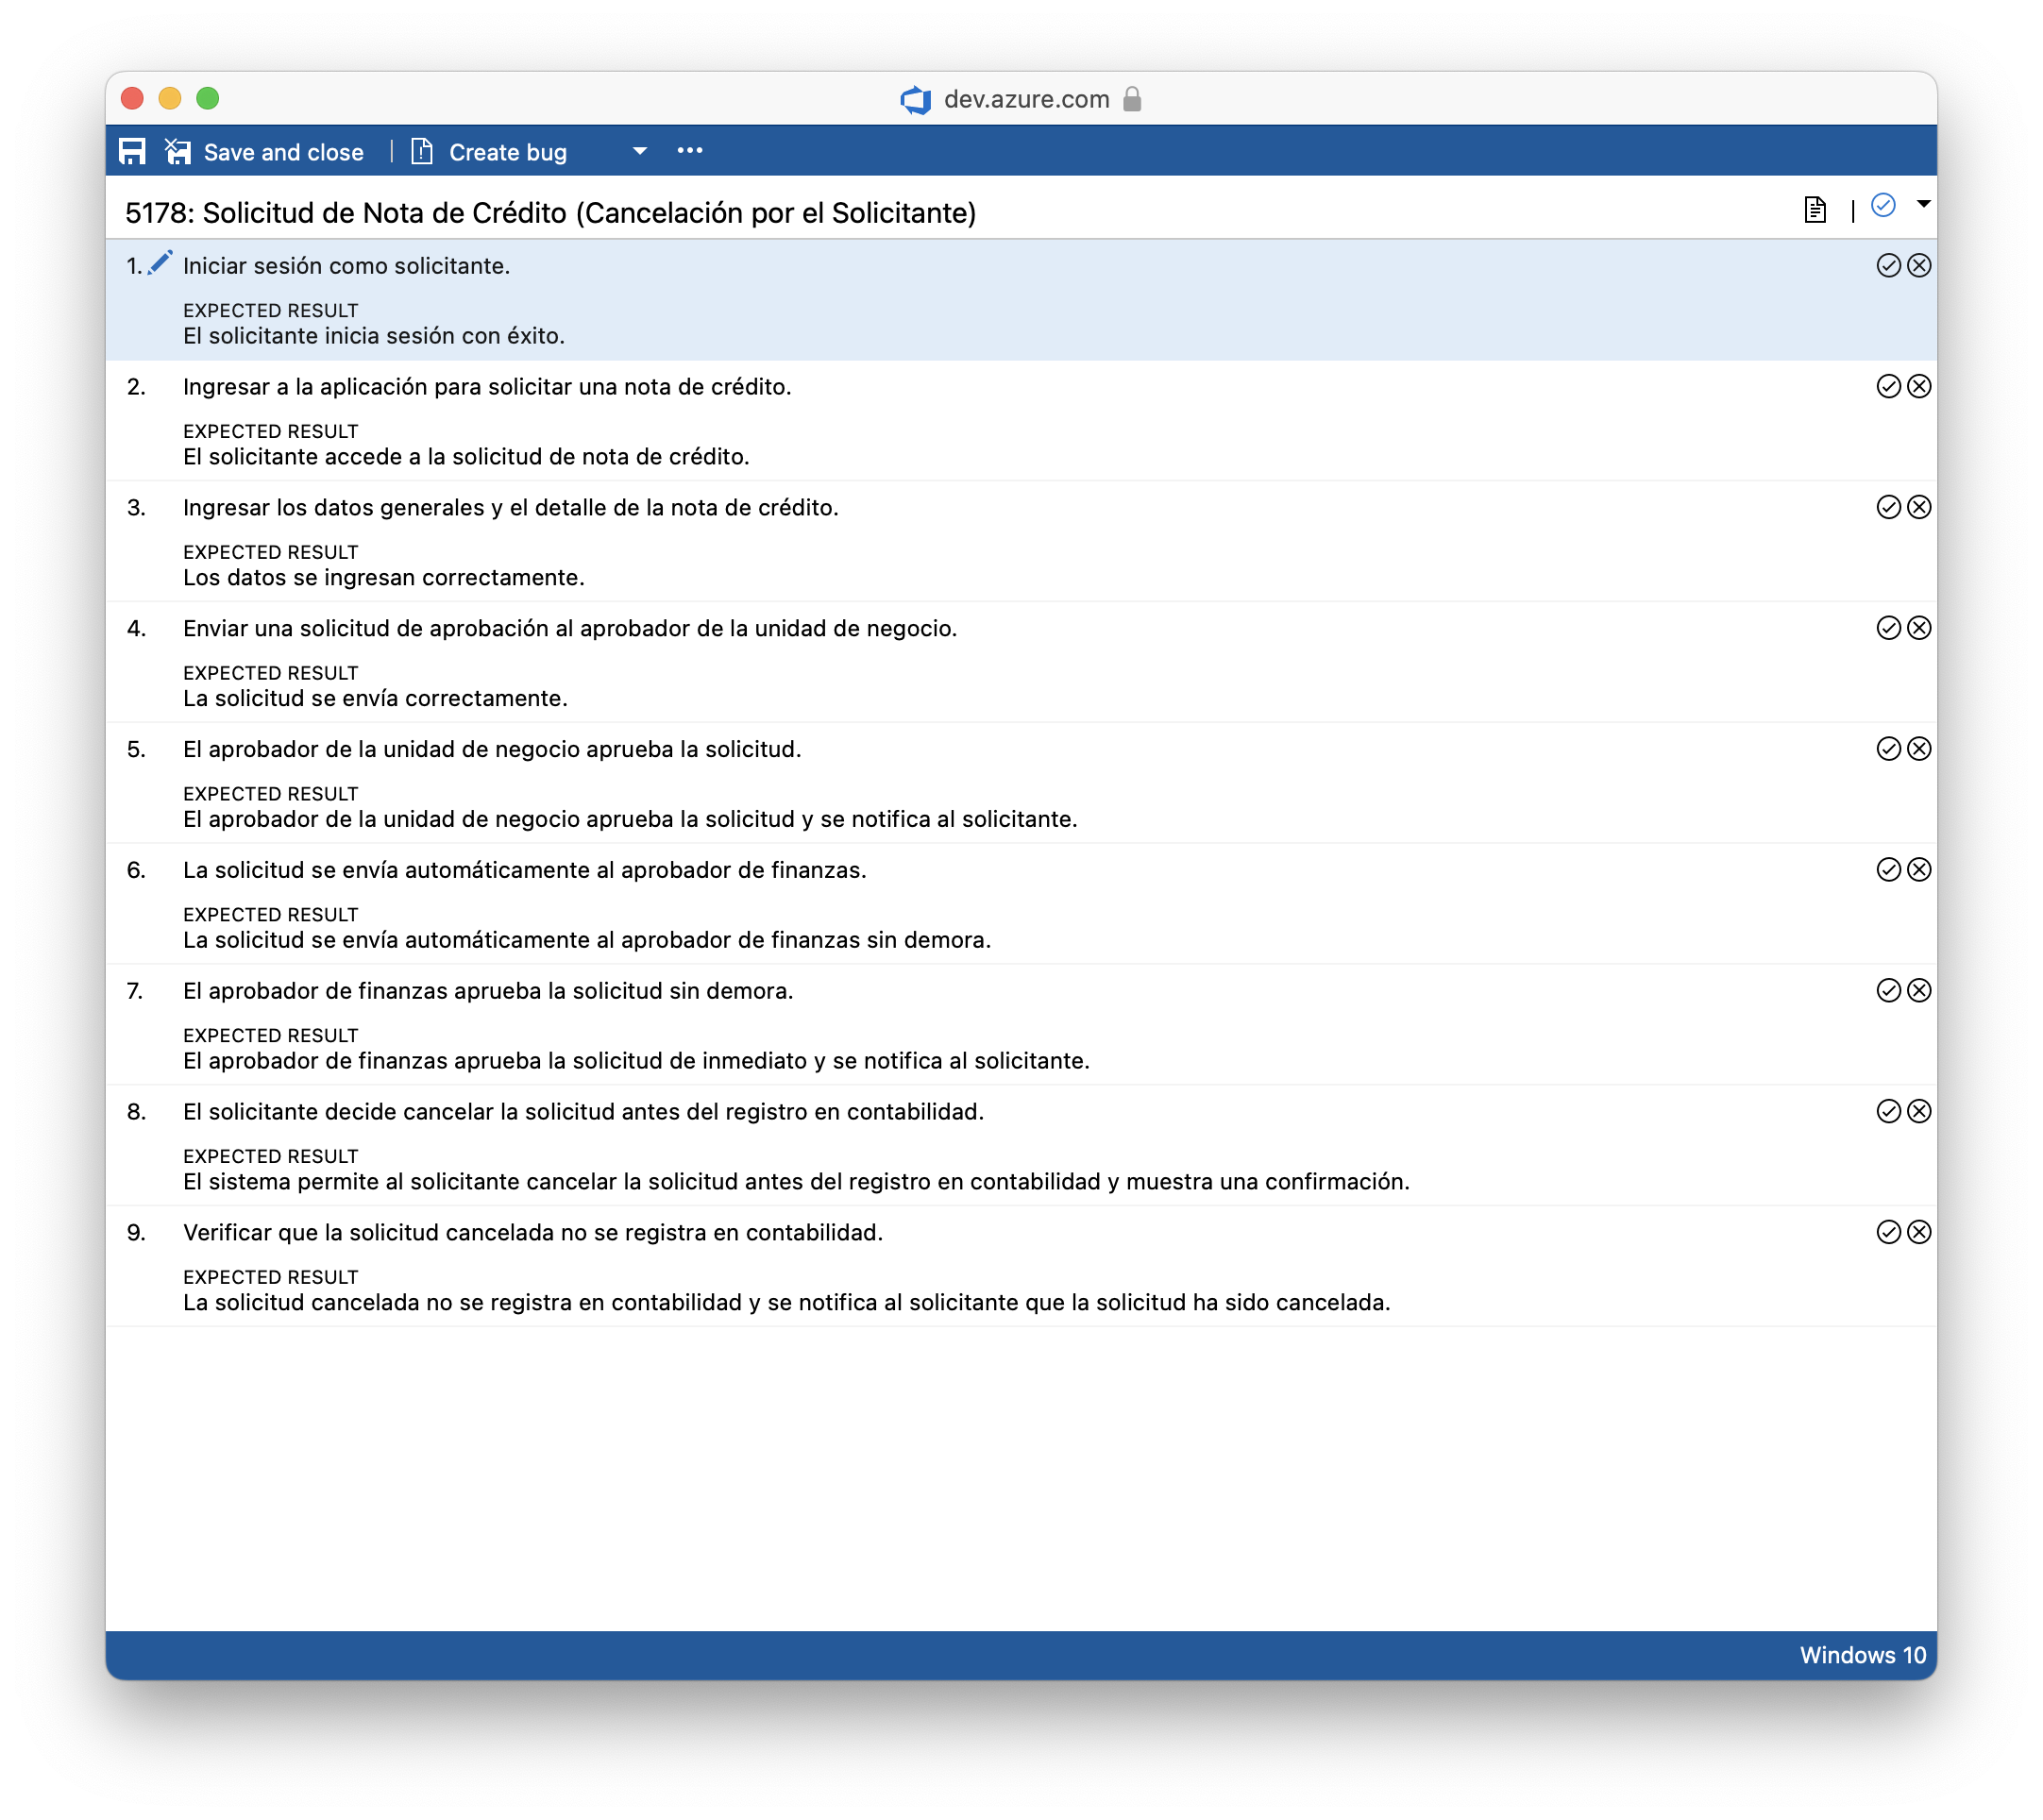 dev.azure.com
Save and close | Create bug
5178: Solicitud de Nota de Crédito (Cancelación por el Solicitante)
1. Iniciar sesión como solicitante.
EXPECTED RESULT
El solicitante inicia sesión con éxito.
2. Ingresar a la aplicación para solicitar una nota de crédito.
EXPECTED RESULT
El solicitante accede a la solicitud de nota de crédito.
3. Ingresar los datos generales y el detalle de la nota de crédito.
EXPECTED RESULT
Los datos se ingresan correctamente.
4. Enviar una solicitud de aprobación al aprobador de la unidad de negocio.
EXPECTED RESULT
La solicitud se envía correctamente.
5. El aprobador de la unidad de negocio aprueba la solicitud.
EXPECTED RESULT
El aprobador de la unidad de negocio aprueba la solicitud y se notifica al solicitante.
6. La solicitud se envía automáticamente al aprobador de finanzas.
EXPECTED RESULT
La solicitud se envía automáticamente al aprobador de finanzas sin demora.
7. El aprobador de finanzas aprueba la solicitud sin demora.
EXPECTED RESULT
El aprobador de finanzas aprueba la solicitud de inmediato y se notifica al solicitante.
8. El solicitante decide cancelar la solicitud antes del registro en contabilidad.
EXPECTED RESULT
El sistema permite al solicitante cancelar la solicitud antes del registro en contabilidad y muestra una confirmación.
9. Verificar que la solicitud cancelada no se registra en contabilidad.
EXPECTED RESULT
La solicitud cancelada no se registra en contabilidad y se notifica al solicitante que la solicitud ha sido cancelada.
Windows 10